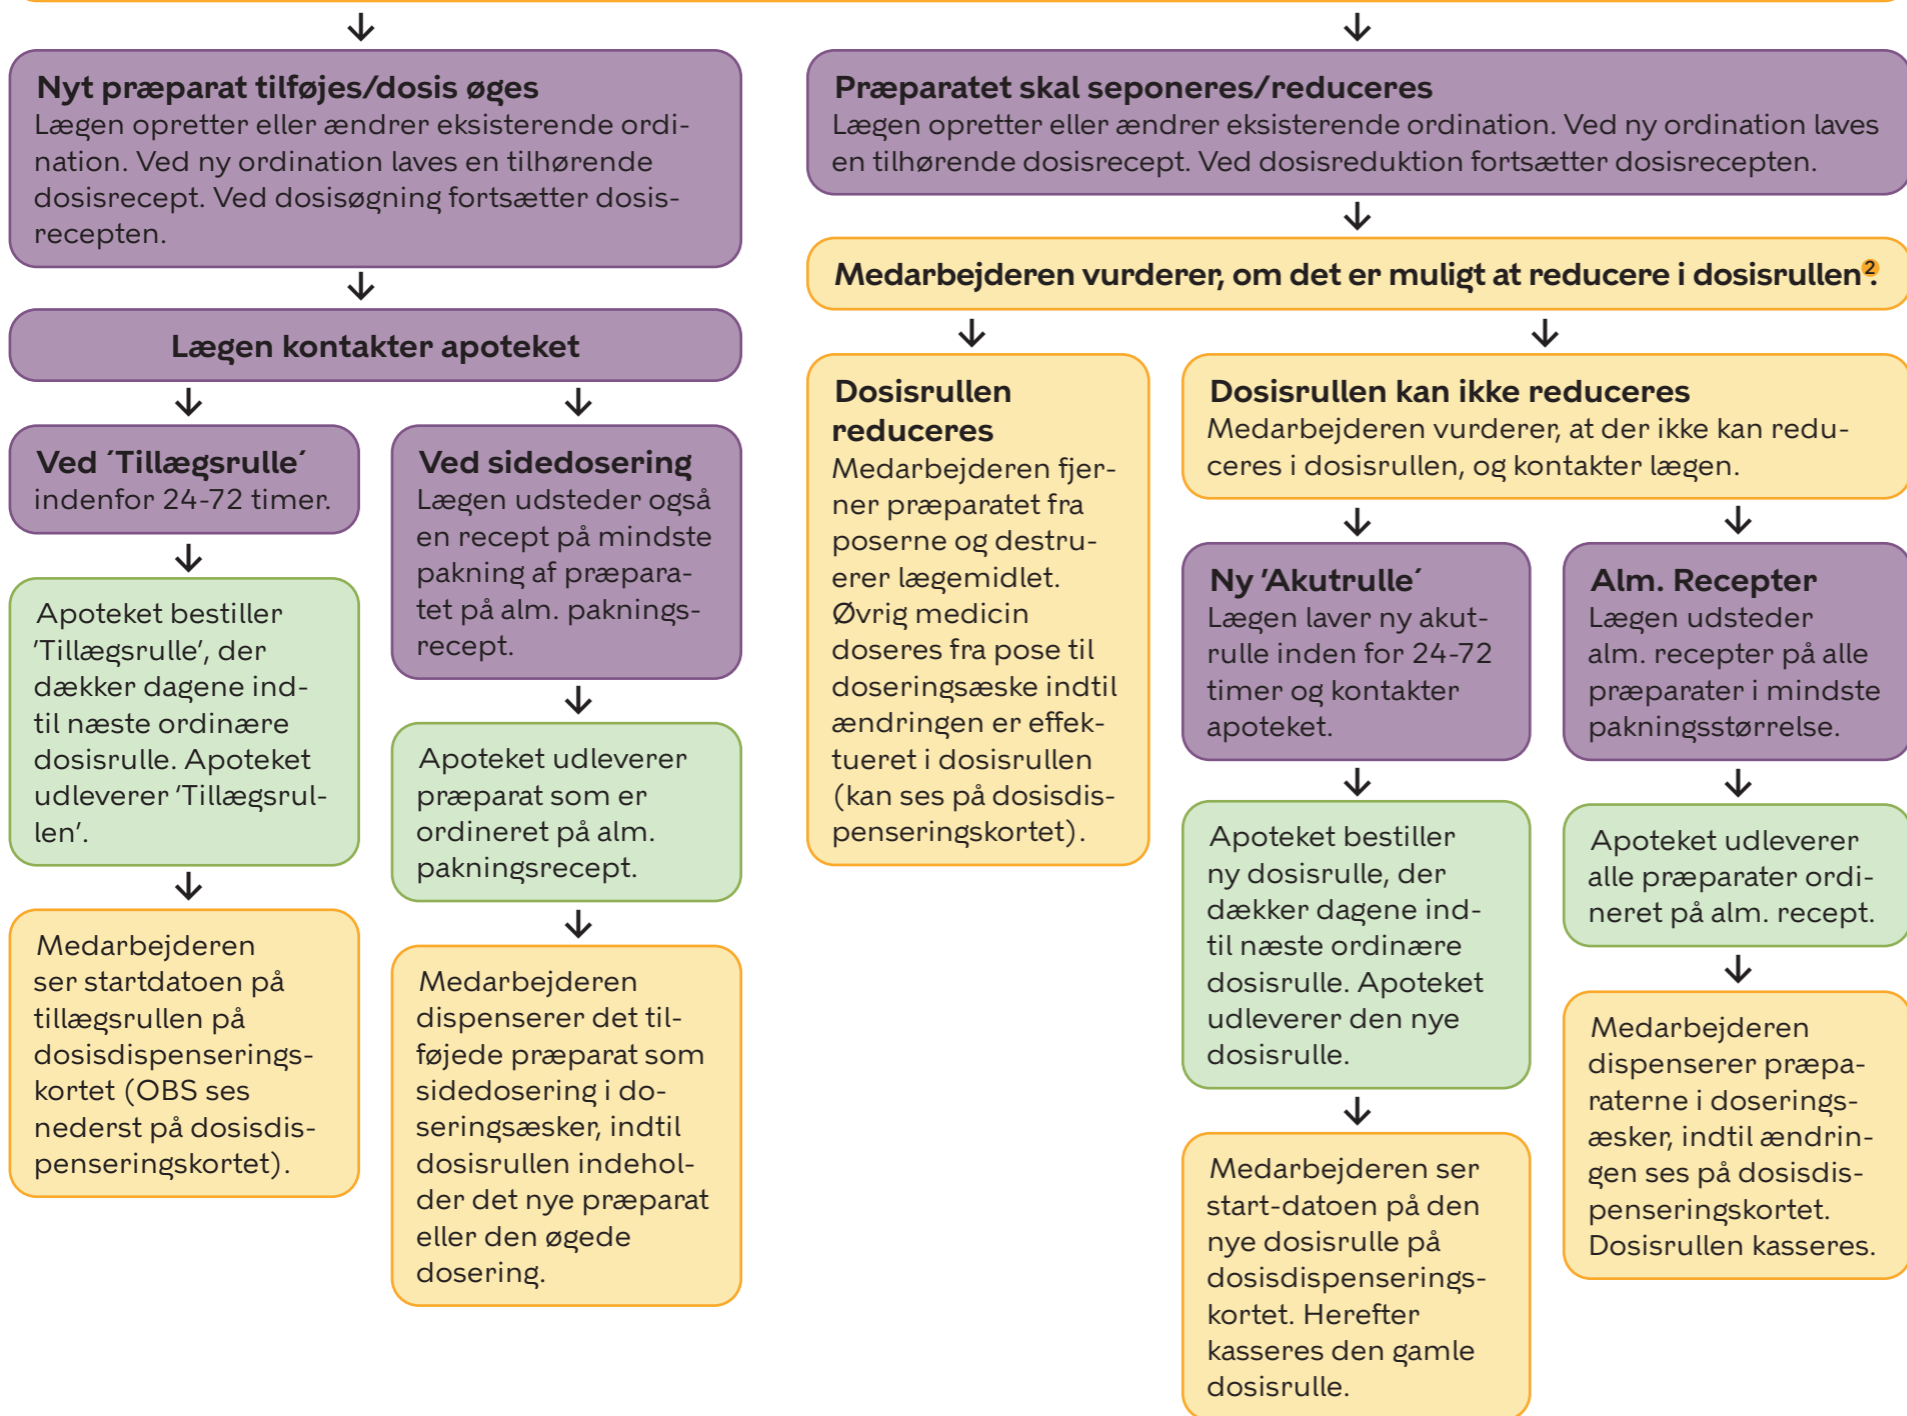 Nyt præparat tilføjes/dosis øges
Lægen opretter eller ændrer eksisterende ordi-
nation. Ved ny ordination laves en tilhørende
dosisrecept. Ved dosisøgning fortsætter dosis-
recepten.
Lægen kontakter apoteket
Ved ´Tillægsrulle´
indenfor 24-72 timer.
Apoteket bestiller
’Tillægsrulle’, der
dækker dagene ind-
til næste ordinære
dosisrulle. Apoteket
udleverer ‘Tillægsrul-
len’.
Medarbejderen
ser startdatoen på
tillægsrullen på
dosisdispenserings-
kortet (OBS ses
nederst på dosisdis-
penseringskortet).
Ved sidedosering
Lægen udsteder også
en recept på mindste
pakning af præpara-
tet på alm. paknings-
recept.
Apoteket udleverer
præparat som er
ordineret på alm.
pakningsrecept.
Medarbejderen
dispenserer det til-
føjede præparat som
sidedosering i do-
seringsæsker, indtil
dosisrullen indehol-
der det nye præparat
eller den øgede
dosering.
Præparatet skal seponeres/reduceres
Lægen opretter eller ændrer eksisterende ordination. Ved ny ordination laves
en tilhørende dosisrecept. Ved dosisreduktion fortsætter dosisrecepten.
Medarbejderen vurderer, om det er muligt at reducere i dosisrullen².
Dosisrullen
reduceres
Medarbejderen fjer-
ner præparatet fra
poserne og destru-
erer lægemidlet.
Øvrig medicin
doseres fra pose til
doseringsæske indtil
ændringen er effek-
tueret i dosisrullen
(kan ses på dosisdis-
penseringskortet).
Dosisrullen kan ikke reduceres
Medarbejderen vurderer, at der ikke kan redu-
ceres i dosisrullen, og kontakter lægen.
Ny ’Akutrulle´
Lægen laver ny akut-
rulle inden for 24-72
timer og kontakter
apoteket.
Apoteket bestiller
ny dosisrulle, der
dækker dagene ind-
til næste ordinære
dosisrulle. Apoteket
udleverer den nye
dosisrulle.
Medarbejderen ser
start-datoen på den
nye dosisrulle på
dosisdispenserings-
kortet. Herefter
kasseres den gamle
dosisrulle.
Alm. Recepter
Lægen udsteder
alm. recepter på alle
præparater i mindste
pakningsstørrelse.
Apoteket udleverer
alle præparater ordi-
neret på alm. recept.
Medarbejderen
dispenserer præpa-
raterne i doserings-
æsker, indtil ændrin-
gen ses på dosisdis-
penseringskortet.
Dosisrullen kasseres.